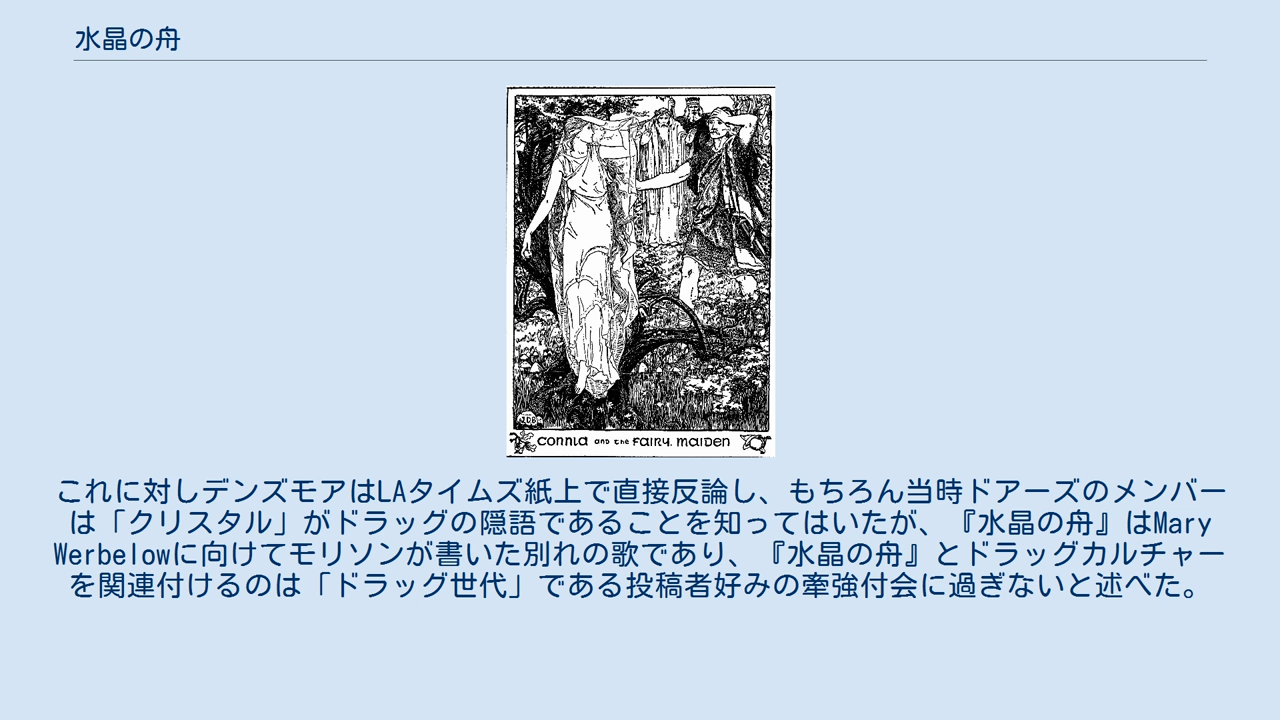 水晶の舟
JDB
connla and the Fairy. maiden
これに対しデンズモアはLAタイムズ紙上で直接反論し、もちろん当時ドアーズのメンバー
は「クリスタル」がドラッグの隠語であることを知ってはいたが、『水晶の舟』はMary
Werbelowに向けてモリソンが書いた別れの歌であり、『水晶の舟』とドラッグカルチャー
を関連付けるのは「ドラッグ世代」である投稿者好みの牽強付会に過ぎないと述べた。